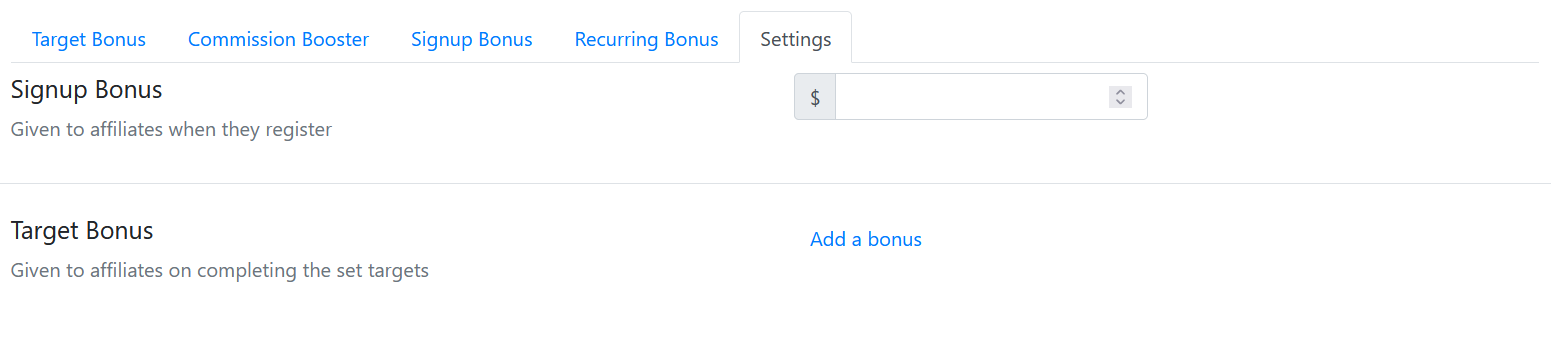 Target Bonus Commission Booster Signup Bonus Recurring Bonus Settings
Signup Bonus
$
Given to affiliates when they register
Target Bonus
Add a bonus
Given to affiliates on completing the set targets